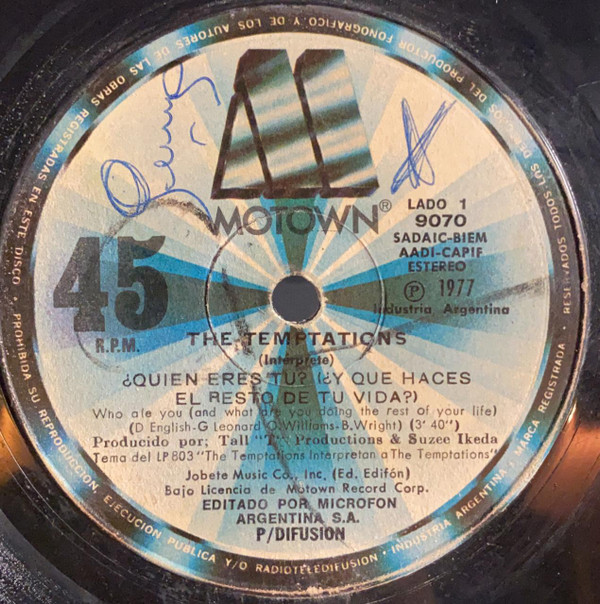 MOTOWN®
45
R.P.M.
LADO 1
9070
SADAIC-BIEM
AADI-CAPIF
ESTEREO
Ⓟ 1977
Industria Argentina
THE TEMPTATIONS
(Intérprete)
¿QUIEN ERES TU? (¿Y QUE HACES
EL RESTO DE TU VIDA?)
Who are you (and what are you doing the rest of your life)
(D English-G Leonard O.Williams-B.Wright) (3' 40")
Producido por; Tall "T" Productions & Suzee Ikeda
Tema del LP 803 "The Temptations Interpretan a The Temptations"
Jobete Music Co., Inc. (Ed. Edifón)
Bajo Licencia de Motown Record Corp.
EDITADO POR MICROFON
ARGENTINA S.A.
P/DIFUSION
RESERVADOS TODOS LOS DERECHOS DEL PRODUCTOR FONOGRAFICO Y DE LOS AUTORES DE LAS OBRAS REGISTRADAS EN ESTE DISCO • PROHIBIDA SU REPRODUCCION, EJECUCION PUBLICA Y/O RADIOTELEDIFUSION • INDUSTRIA ARGENTINA • MARCA REGISTRADA •